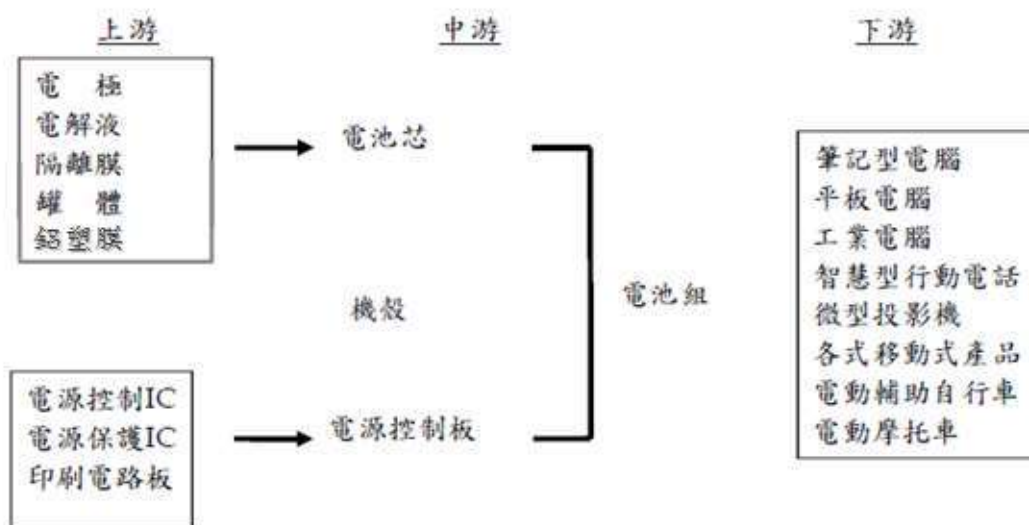 上游
中游
下游
電 極
電解液
隔離膜
罐 體
鋁塑膜
電池芯
機殼
電源控制IC
電源保護IC
印刷電路板
電源控制板
電池組
筆記型電腦
平板電腦
工業電腦
智慧型行動電話
微型投影機
各式移動式產品
電動輔助自行車
電動摩托車